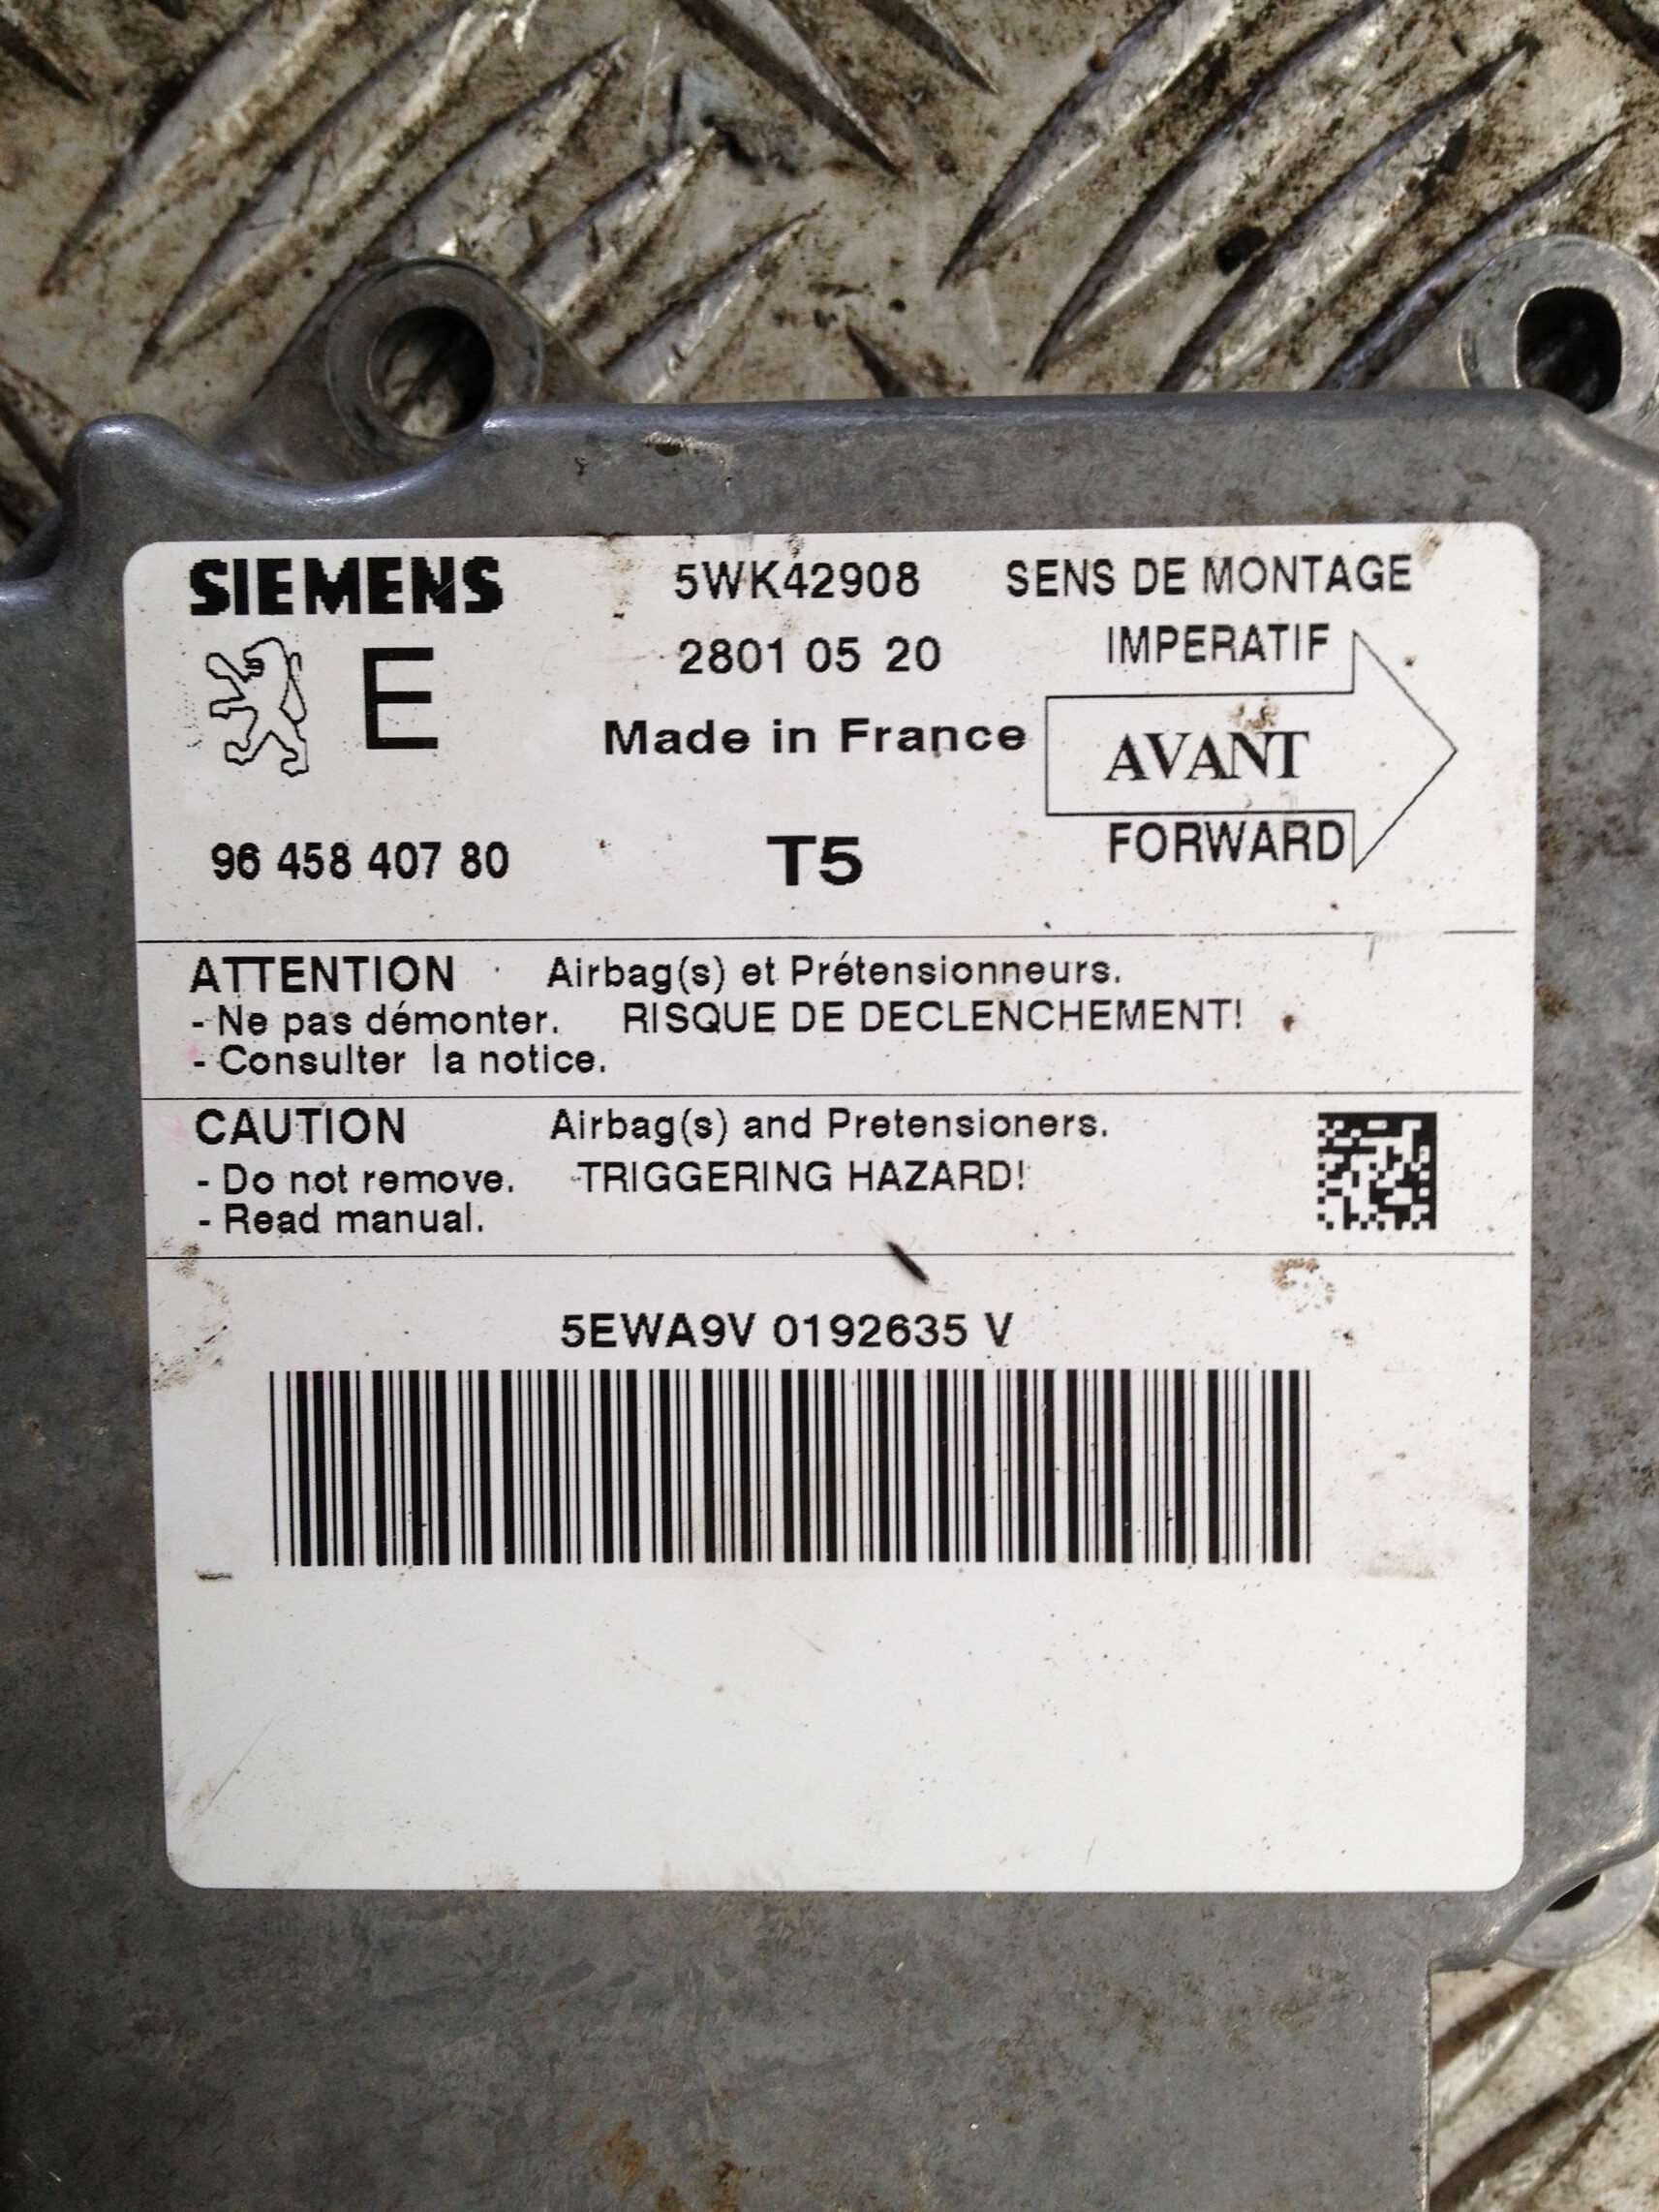 SIEMENS 5WK42908 SENS DE MONTAGE
E 2801 05 20 IMPERATIF
Made in France AVANT
96 458 407 80 T5 FORWARD
ATTENTION Airbag(s) et Prétensionneurs.
- Ne pas démonter. RISQUE DE DECLENCHEMENT!
- Consulter la notice.
CAUTION Airbag(s) and Pretensioners.
- Do not remove. TRIGGERING HAZARD!
- Read manual.
5EWA9V 0192635 V